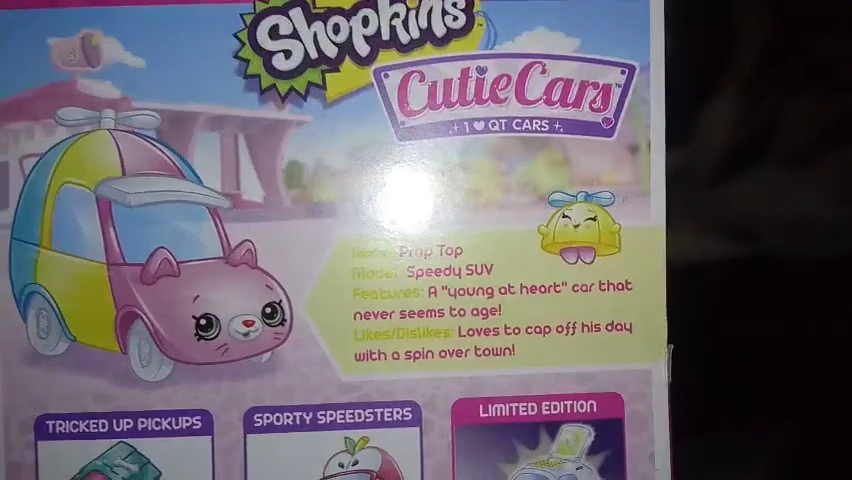 Shopkins
CutieCars™
1 ♥ QT CARS
Name: Prop Top
Model: Speedy SUV
Features: A "young at heart" car that
never seems to age!
Likes/Dislikes: Loves to cap off his day
with a spin over town!
TRICKED UP PICKUPS
SPORTY SPEEDSTERS
LIMITED EDITION